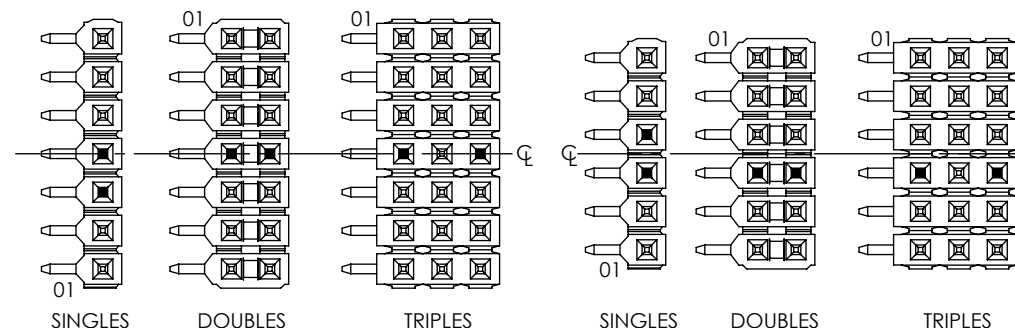 01 01 01 01
℄ ℄
01 01
SINGLES DOUBLES TRIPLES SINGLES DOUBLES TRIPLES